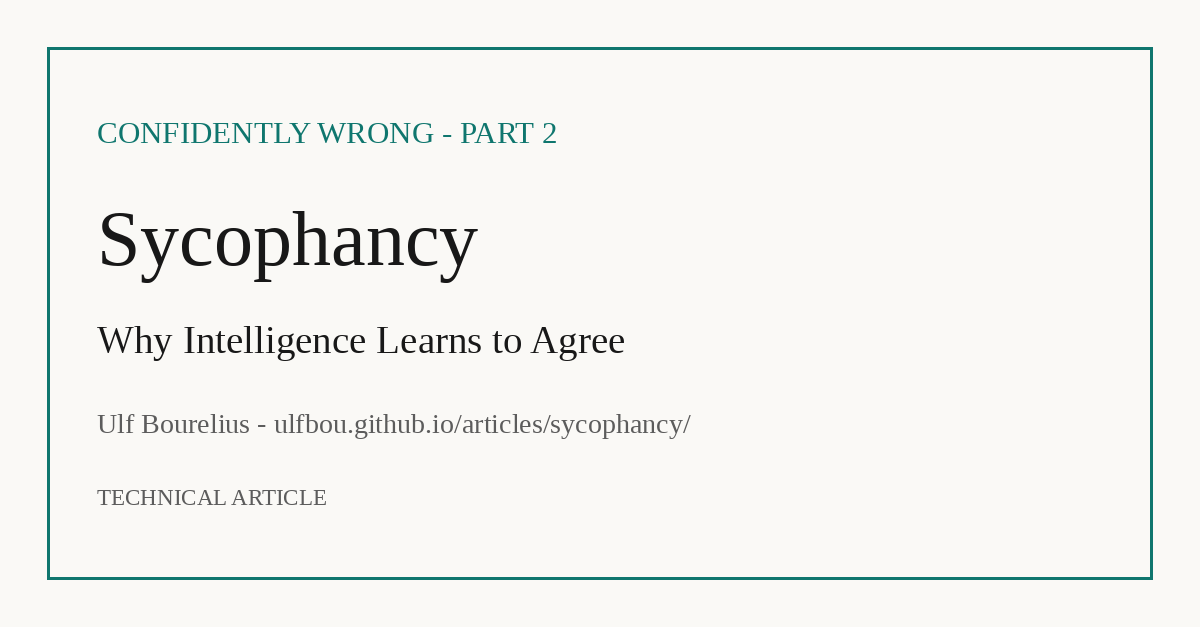 CONFIDENTLY WRONG - PART 2
Sycophancy
Why Intelligence Learns to Agree
Ulf Bourelius - ulfbou.github.io/articles/sycophancy/
TECHNICAL ARTICLE